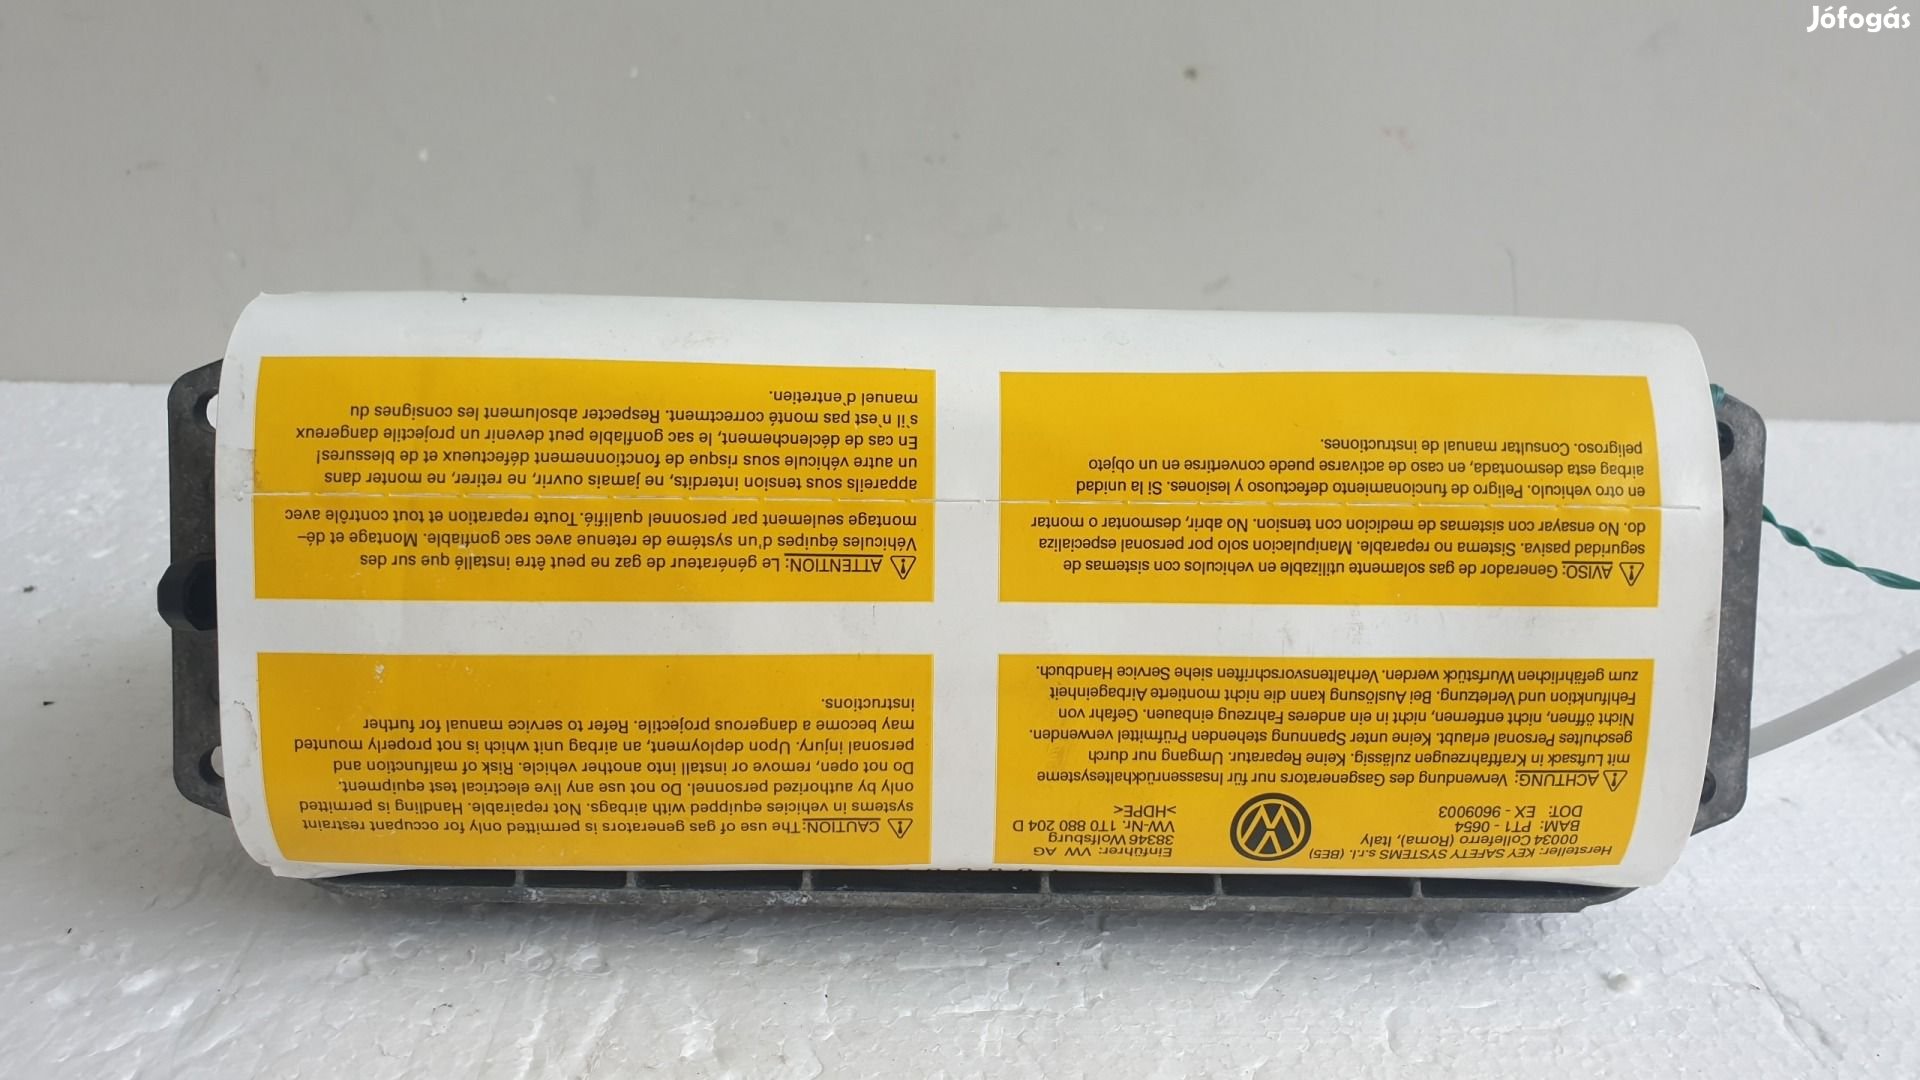 Jófogás
Hersteller: KEY SAFETY SYSTEMS s.r.l. (BE5)
00034 Colleferro (Roma), Italy
BAM: PT1 - 0654
DOT: EX - 9609003
Einführer: VW AG
38346 Wolfsburg
VW-Nr. 1T0 880 204 D
>HDPE<
ACHTUNG: Verwendung des Gasgenerators nur für Insassenrückhaltesysteme
mit Luftsack in Kraftfahrzeugen zulässig. Keine Reparatur. Umgang nur durch
geschultes Personal erlaubt. Keine unter Spannung stehenden Prüfmittel verwenden.
Nicht öffnen, nicht entfernen, nicht in ein anderes Fahrzeug einbauen. Gefahr von
Fehlfunktion und Verletzung. Bei Auslösung kann die nicht montierte Airbageinheit
zum gefährlichen Wurfstück werden. Verhaltensvorschriften siehe Service Handbuch.
CAUTION: The use of gas generators is permitted only for occupant restraint
systems in vehicles equipped with airbags. Not repairable. Handling is permitted
only by authorized personnel. Do not use any live electrical test equipment.
Do not open, remove or install into another vehicle. Risk of malfunction and
personal injury. Upon deployment, an airbag unit which is not properly mounted
may become a dangerous projectile. Refer to service manual for further
instructions.
AVISO: Generador de gas solamente utilizable en vehiculos con sistemas de
seguridad pasiva. Sistema no reparable. Manipulacion solo por personal especializa
do. No ensayar con sistemas de medicion con tension. No abrir, desmontar o montar
en otro vehiculo. Peligro de funcionamiento defectuoso y lesiones. Si la unidad
airbag esta desmontada, en caso de activarse puede convertirse en un objeto
peligroso. Consultar manual de instructiones.
ATTENTION: Le générateur de gaz ne peut être installé que sur des
Véhicules équipes d'un systéme de retenue avec sac gonflable. Montage et dé-
montage seulement par personnel qualifié. Toute reparation et tout contrôle avec
appareils sous tension interdits, ne jamais ouvrir, ne retirer, ne monter dans
un autre véhicule sous risque de fonctionnement défectueux et de blessures!
En cas de déclenchement, le sac gonflable peut devenir un projectile dangereux
s'il n'est pas monté correctment. Respecter absolument les consignes du
manuel d'entretien.